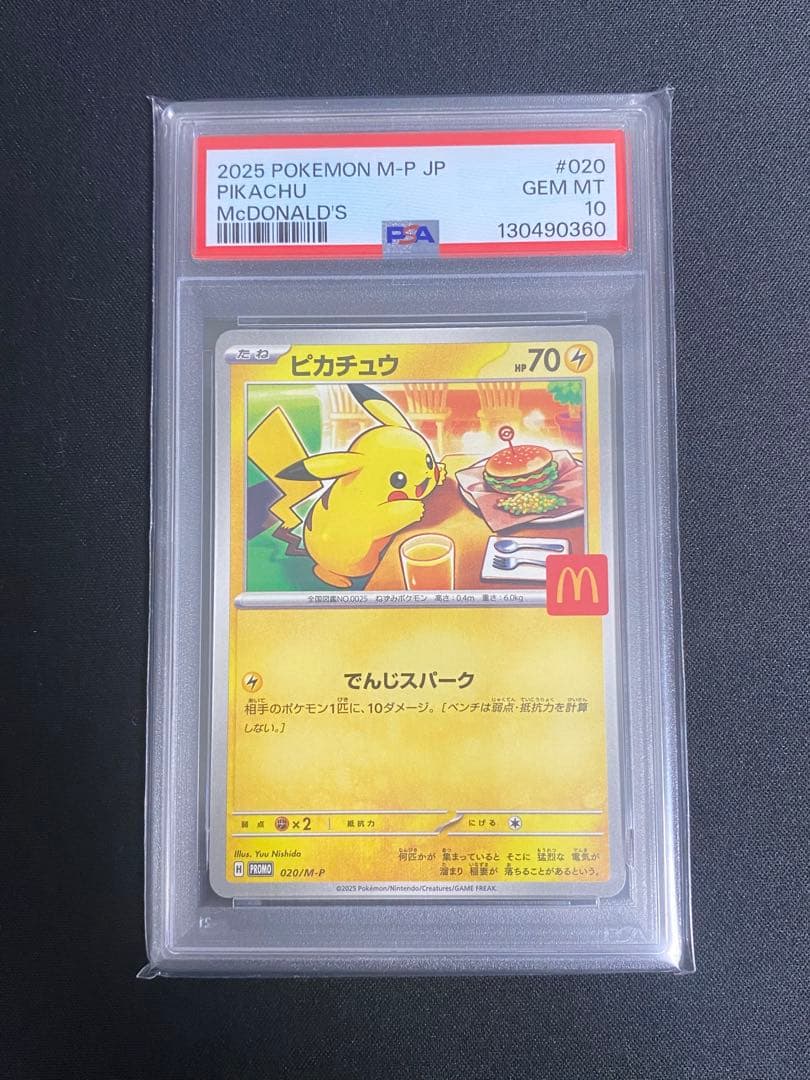 2025 POKEMON M-P JP #020
PIKACHU GEM MT
McDONALD'S 10
PSA 130490360
たね ピカチュウ HP70
全国図鑑NO.0025 ねずみポケモン 高さ:0.4m 重さ:6.0kg
でんじスパーク
相手のポケモン1匹に、10ダメージ。[ベンチは弱点・抵抗力を計算
しない。]
弱点 ×2 抵抗力 にげる
Illus. Yuu Nishida
何匹かが 集まっていると そこに 猛烈な 電気が
溜まり 稲妻が 落ちることがあるという。
H PROMO 020/M-P
©2025 Pokémon/Nintendo/Creatures/GAME FREAK.